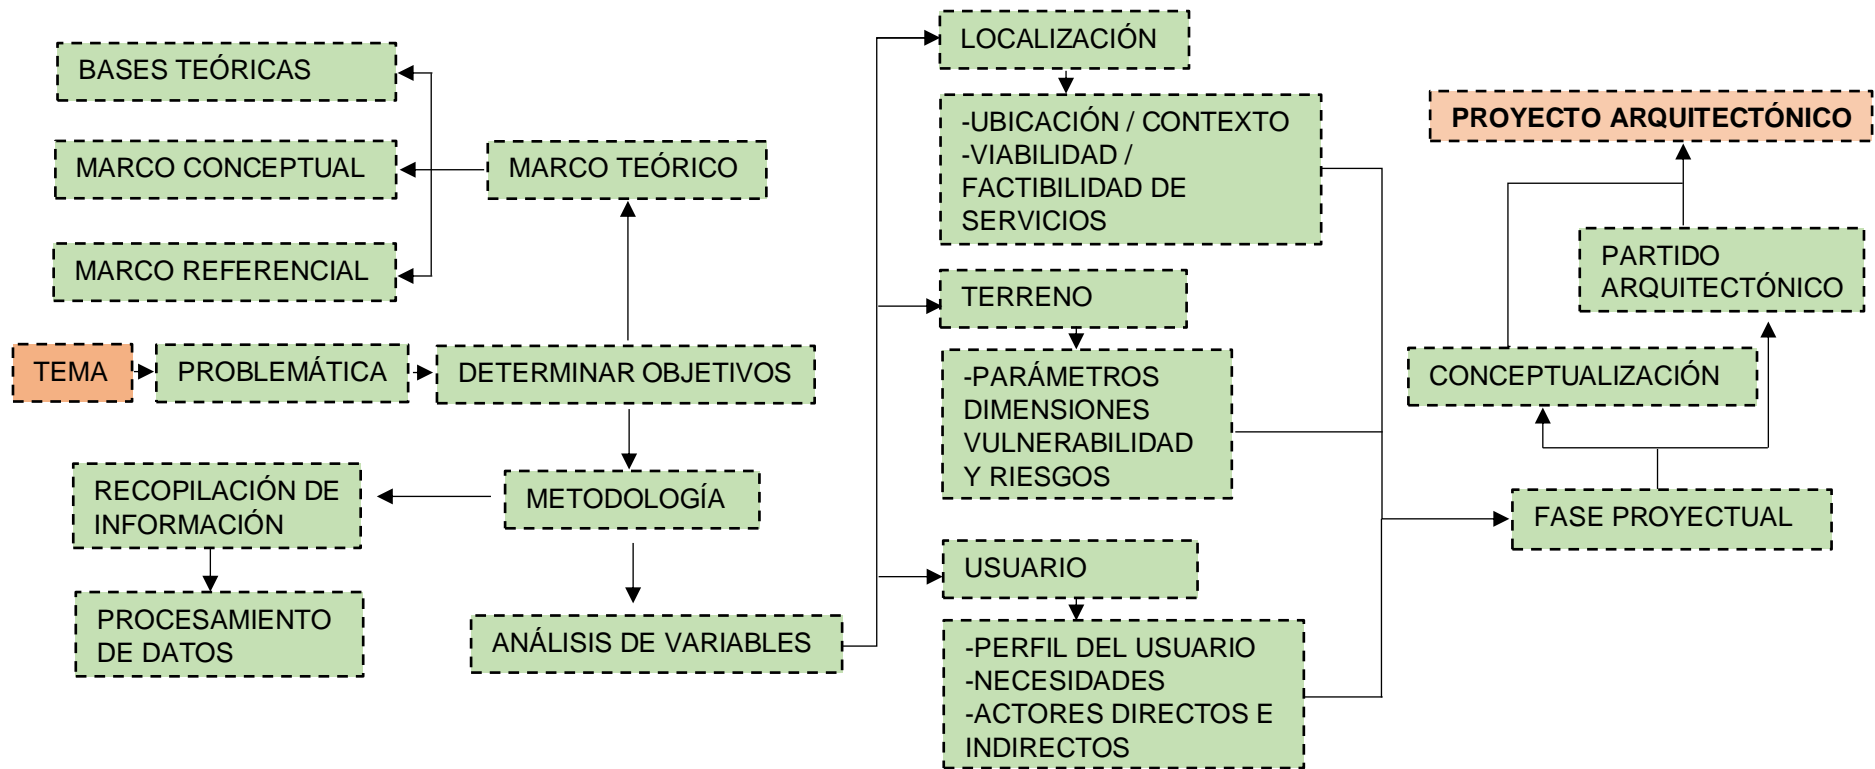 BASES TEÓRICAS
MARCO CONCEPTUAL
MARCO REFERENCIAL
MARCO TEÓRICO
TEMA
PROBLEMÁTICA
DETERMINAR OBJETIVOS
RECOPILACIÓN DE
INFORMACIÓN
METODOLOGÍA
PROCESAMIENTO
DE DATOS
ANÁLISIS DE VARIABLES
LOCALIZACIÓN
-UBICACIÓN / CONTEXTO
-VIABILIDAD /
FACTIBILIDAD DE
SERVICIOS
TERRENO
-PARÁMETROS
DIMENSIONES
VULNERABILIDAD
Y RIESGOS
USUARIO
-PERFIL DEL USUARIO
-NECESIDADES
-ACTORES DIRECTOS E
INDIRECTOS
PROYECTO ARQUITECTÓNICO
PARTIDO
ARQUITECTÓNICO
CONCEPTUALIZACIÓN
FASE PROYECTUAL